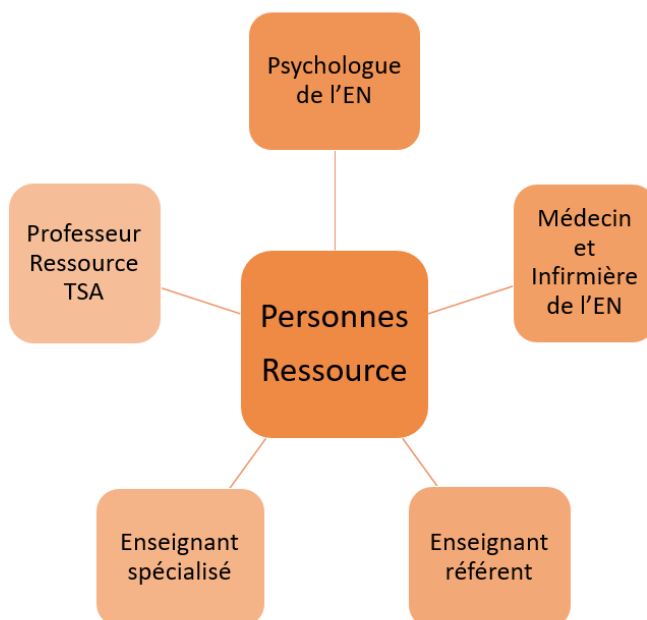 Psychologue
de l'EN
Professeur
Ressource
TSA
Médecin
et
Infirmière
de l'EN
Personnes
Ressource
Enseignant
spécialisé
Enseignant
référent